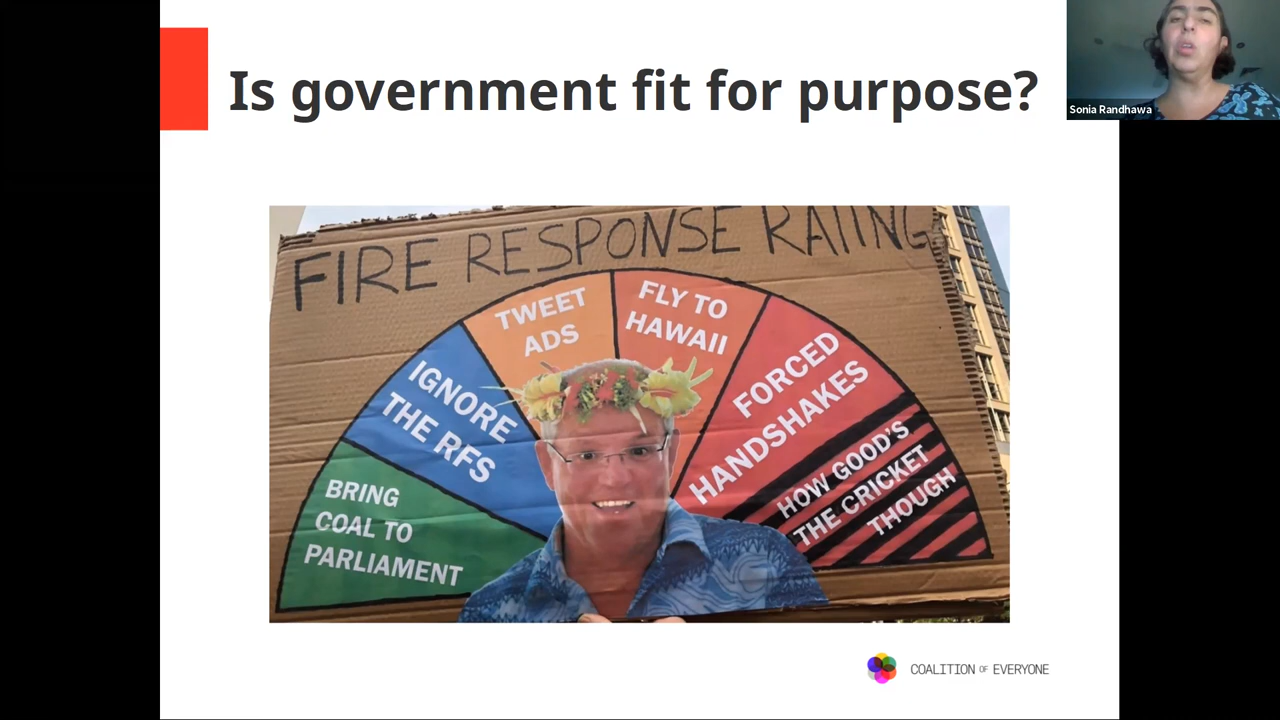 Is government fit for purpose?
Sonia Randhawa
FIRE RESPONSE RATING
BRING
COAL TO
PARLIAMENT
IGNORE
THE RFS
TWEET
ADS
FLY TO
HAWAII
FORCED
HANDSHAKES
HOW GOOD'S
THE CRICKET
THOUGH
COALITION OF EVERYONE